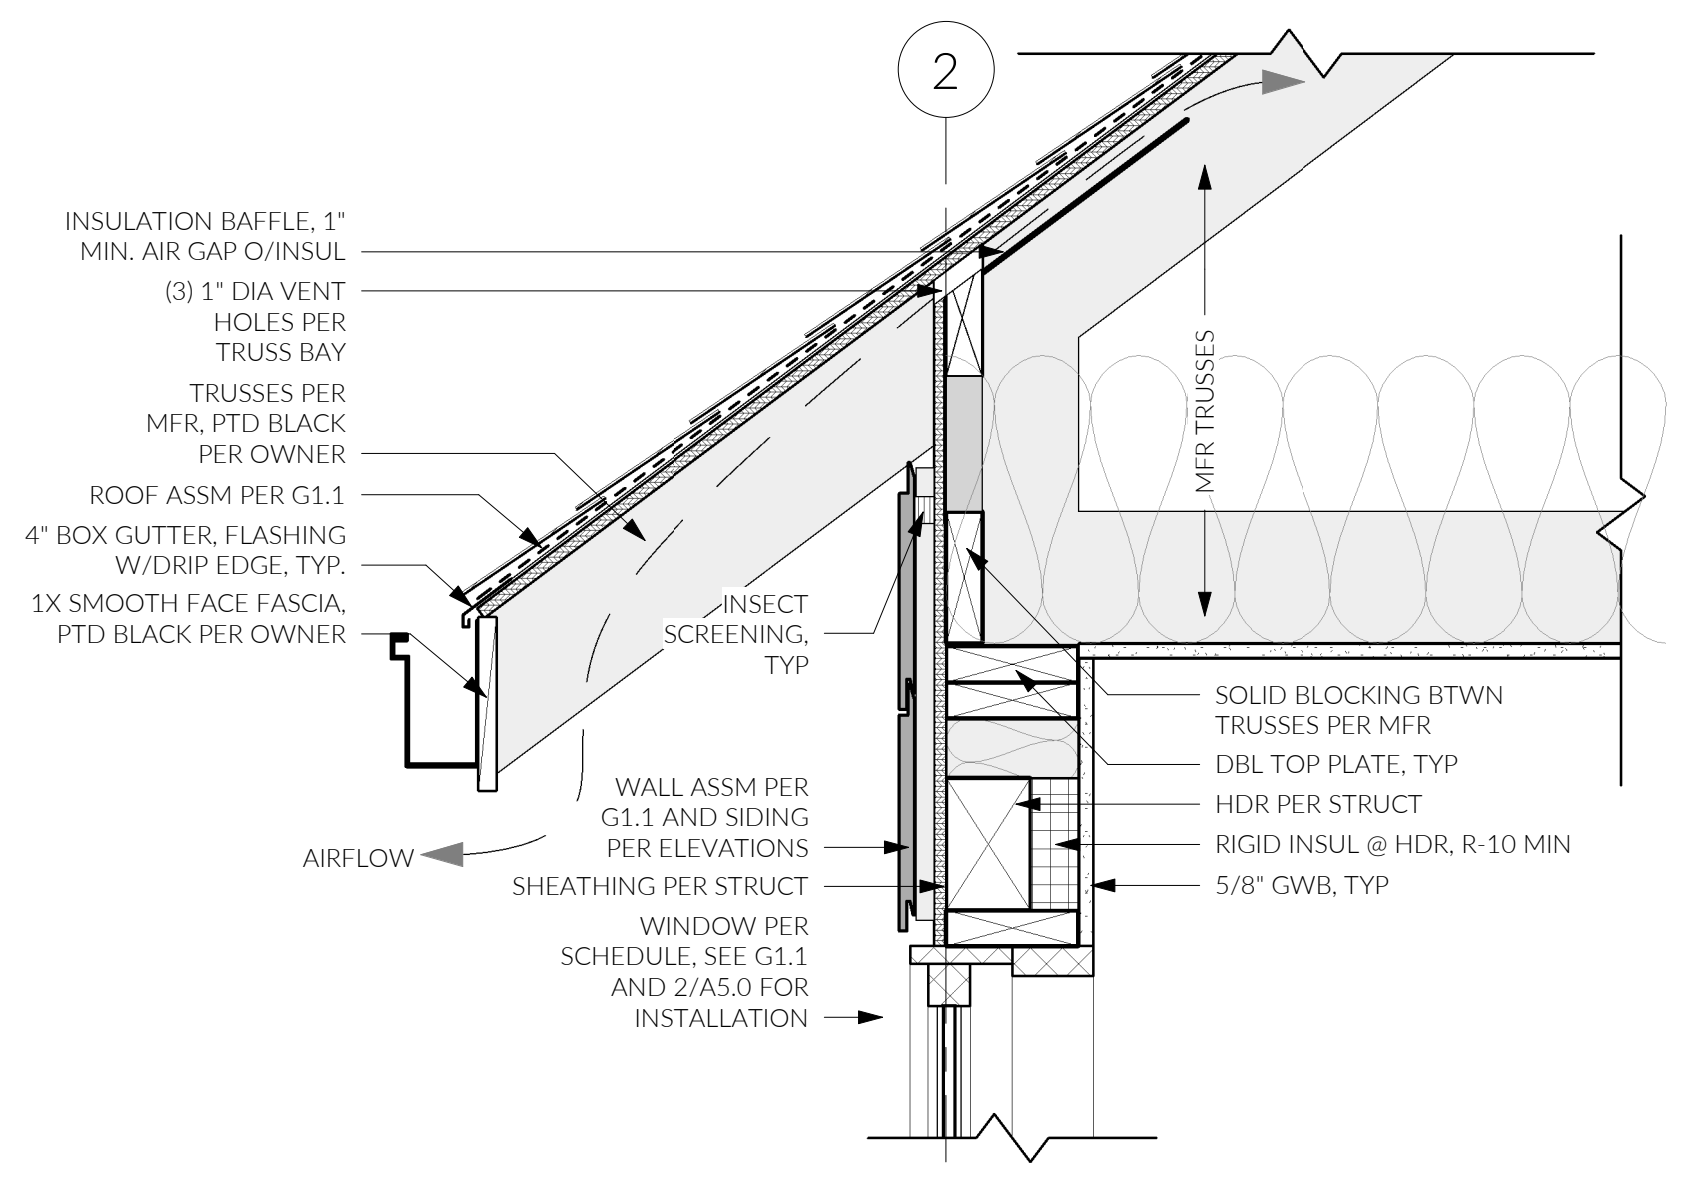 2
INSULATION BAFFLE, 1"
MIN. AIR GAP O/INSUL
(3) 1" DIA VENT
HOLES PER
TRUSS BAY
TRUSSES PER
MFR, PTD BLACK
PER OWNER
ROOF ASSM PER G1.1
4" BOX GUTTER, FLASHING
W/DRIP EDGE, TYP.
1X SMOOTH FACE FASCIA,
PTD BLACK PER OWNER
AIRFLOW
INSECT
SCREENING,
TYP
WALL ASSM PER
G1.1 AND SIDING
PER ELEVATIONS
SHEATHING PER STRUCT
WINDOW PER
SCHEDULE, SEE G1.1
AND 2/A5.0 FOR
INSTALLATION
MFR TRUSSES
SOLID BLOCKING BTWN
TRUSSES PER MFR
DBL TOP PLATE, TYP
HDR PER STRUCT
RIGID INSUL @ HDR, R-10 MIN
5/8" GWB, TYP